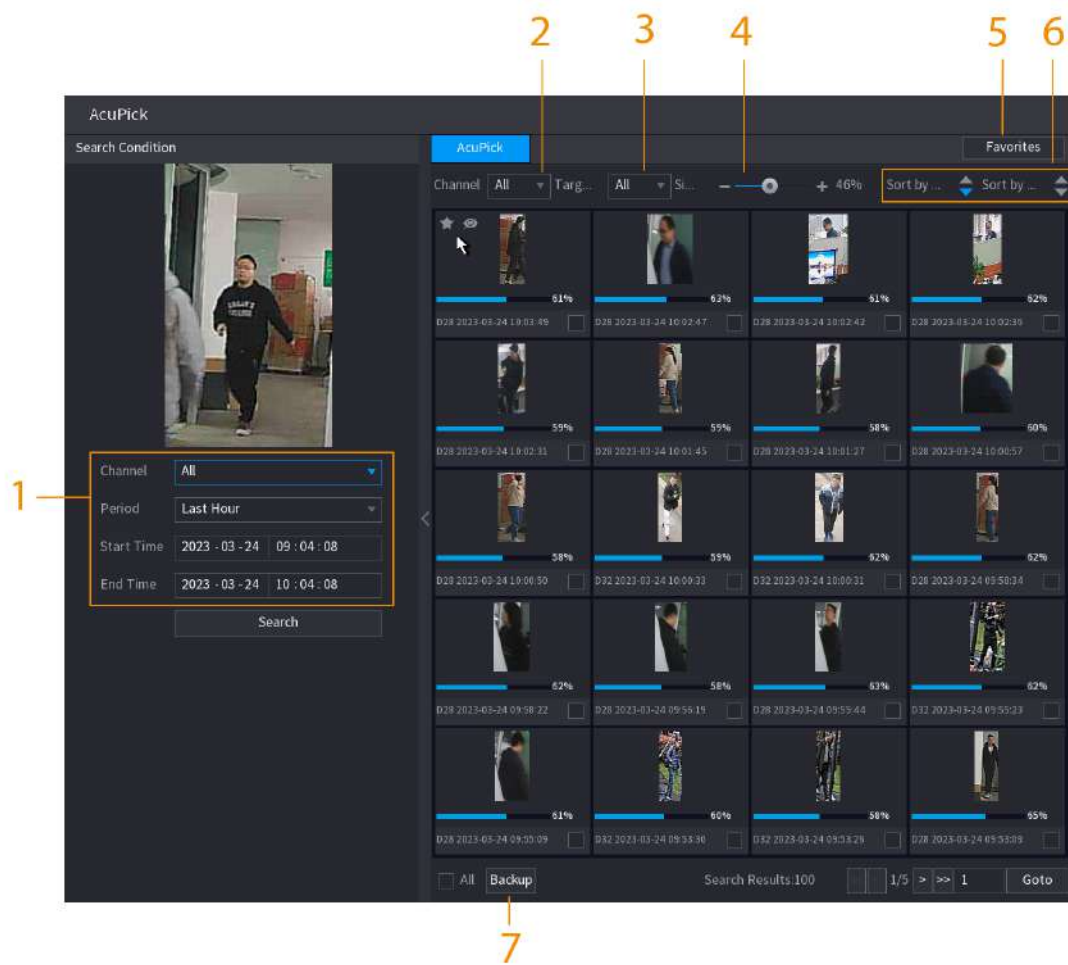 2 3 4 5 6
AcuPick
Search Condition
AcuPick
Favorites
Channel All Targ... All Si... 46% Sort by ... Sort by ...
61% 63% 61% 62%
D28 2023-03-24 10:03:49 D28 2023-03-24 10:02:47 D28 2023-03-24 10:02:42 D28 2023-03-24 10:02:36
59% 59% 58% 60%
D28 2023-03-24 10:02:31 D28 2023-03-24 10:01:45 D28 2023-03-24 10:01:27 D28 2023-03-24 10:00:57
1
Channel All
Period Last Hour
Start Time 2023 - 03 - 24 09 : 04 : 08
End Time 2023 - 03 - 24 10 : 04 : 08
Search
58% 59% 62% 62%
D28 2023-03-24 10:00:50 D32 2023-03-24 10:00:33 D32 2023-03-24 10:00:31 D28 2023-03-24 09:58:34
62% 58% 63% 62%
D28 2023-03-24 09:58:22 D28 2023-03-24 09:56:19 D28 2023-03-24 09:55:44 D32 2023-03-24 09:55:23
61% 60% 58% 65%
D28 2023-03-24 09:55:09 D32 2023-03-24 09:53:30 D32 2023-03-24 09:53:26 D28 2023-03-24 09:53:09
All Backup Search Results:100 1/5 > >> 1 Goto
7